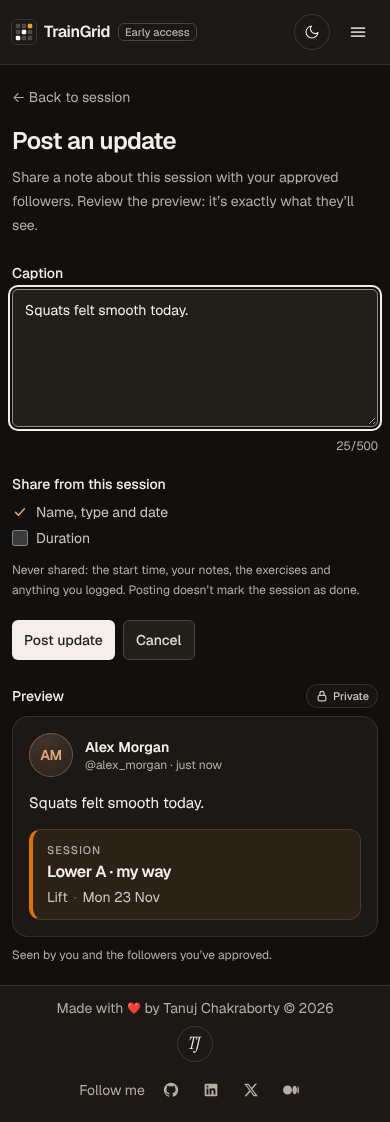 TrainGrid Early access
← Back to session
Post an update
Share a note about this session with your approved
followers. Review the preview: it’s exactly what they’ll
see.
Caption
Squats felt smooth today.
25/500
Share from this session
Name, type and date
Duration
Never shared: the start time, your notes, the exercises and
anything you logged. Posting doesn’t mark the session as done.
Post update Cancel
Preview Private
AM
Alex Morgan
@alex_morgan · just now
Squats felt smooth today.
SESSION
Lower A · my way
Lift · Mon 23 Nov
Seen by you and the followers you’ve approved.
Made with ❤️ by Tanuj Chakraborty © 2026
TJ
Follow me